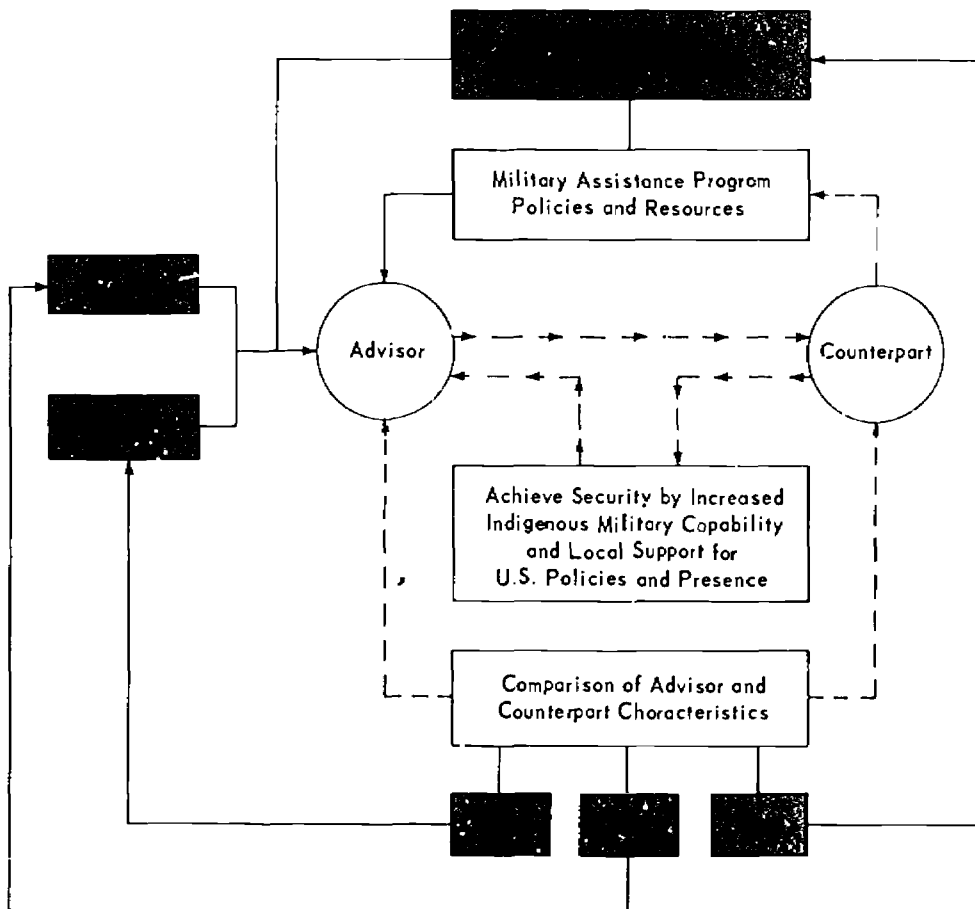 Military Assistance Program
Policies and Resources
Advisor
Counterpart
Achieve Security by Increased
Indigenous Military Capability
and Local Support for
U.S. Policies and Presence
Comparison of Advisor and
Counterpart Choracteristics